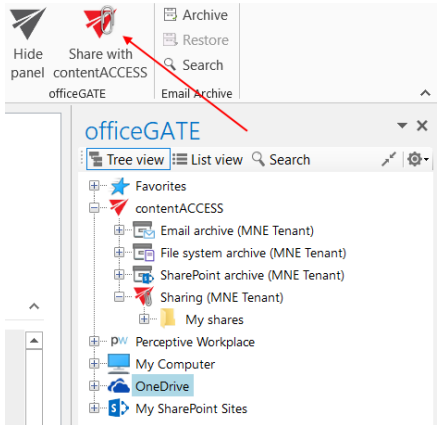 Hide
panel
Share with
contentACCESS
officeGATE
Archive
Restore
Search
Email Archive
officeGATE
Tree view List view Search
Favorites
contentACCESS
Email archive (MNE Tenant)
File system archive (MNE Tenant)
SharePoint archive (MNE Tenant)
Sharing (MNE Tenant)
My shares
pw Perceptive Workplace
My Computer
OneDrive
S My SharePoint Sites